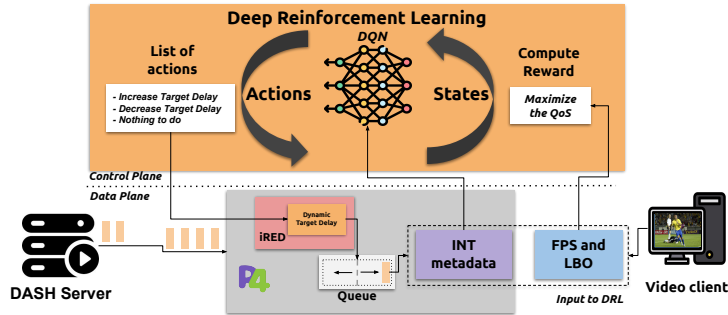 Deep Reinforcement Learning
List of
actions
- Increase Target Delay
- Decrease Target Delay
- Nothing to do
Actions
DQN
States
Compute
Reward
Maximize
the QoS
Control Plane
Data Plane
DASH Server
Dynamic
Target Delay
iRED
P4
Queue
INT
metadata
FPS and
LBO
Input to DRL
Video client